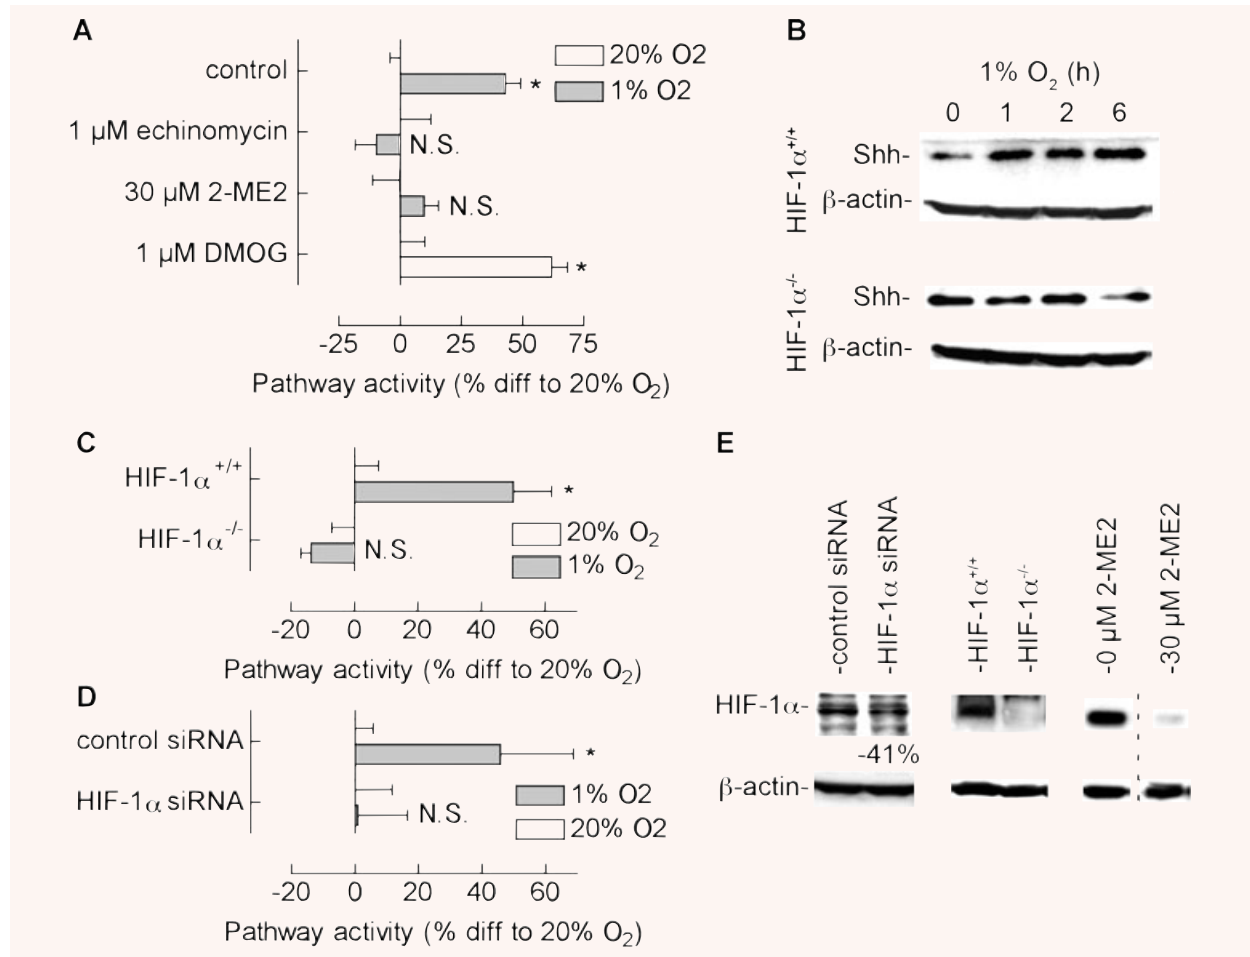 A
20% O2
1% O2
control
*
1 µM echinomycin
N.S.
30 µM 2-ME2
N.S.
1 µM DMOG
*
-25 0 25 50 75
Pathway activity (% diff to 20% O₂)
B
1% O₂ (h)
0 1 2 6
HIF-1α⁺/⁺
Shh-
β-actin-
HIF-1α⁻/⁻
Shh-
β-actin-
C
HIF-1α⁺/⁺
*
HIF-1α⁻/⁻
N.S.
20% O₂
1% O₂
-20 0 20 40 60
Pathway activity (% diff to 20% O₂)
D
control siRNA
*
HIF-1α siRNA
N.S.
1% O2
20% O2
-20 0 20 40 60
Pathway activity (% diff to 20% O₂)
E
-control siRNA
-HIF-1α siRNA
-HIF-1α⁺/⁺
-HIF-1α⁻/⁻
-0 µM 2-ME2
-30 µM 2-ME2
HIF-1α-
-41%
β-actin-